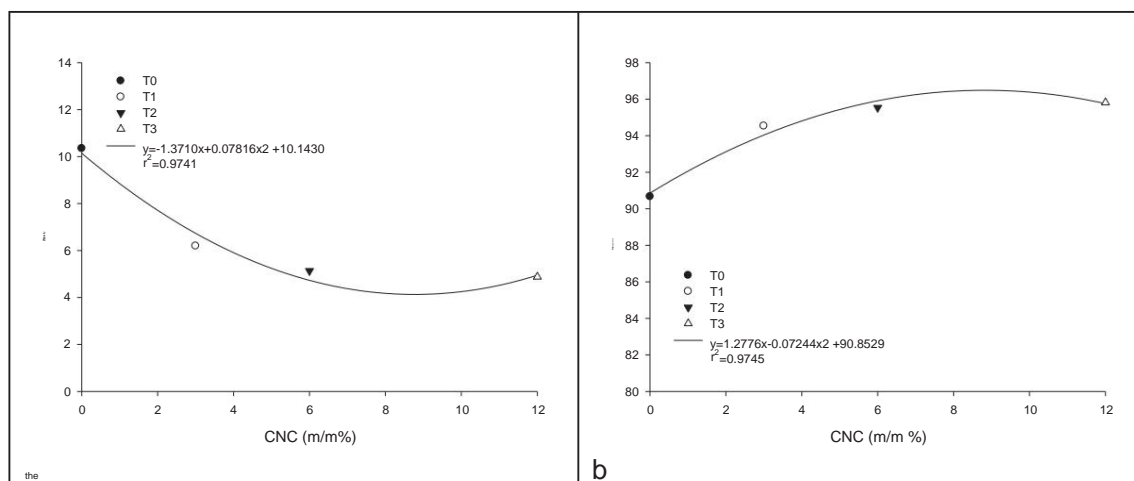 14
12
10
8
6
4
2
0
T0
T1
T2
T3
y=-1.3710x+0.07816x2 +10.1430
r2=0.9741
0 2 4 6 8 10 12
CNC (m/m%)
the
98
96
94
92
90
88
86
84
82
80
T0
T1
T2
T3
y=1.2776x-0.07244x2 +90.8529
r2=0.9745
0 2 4 6 8 10 12
CNC (m/m %)
b